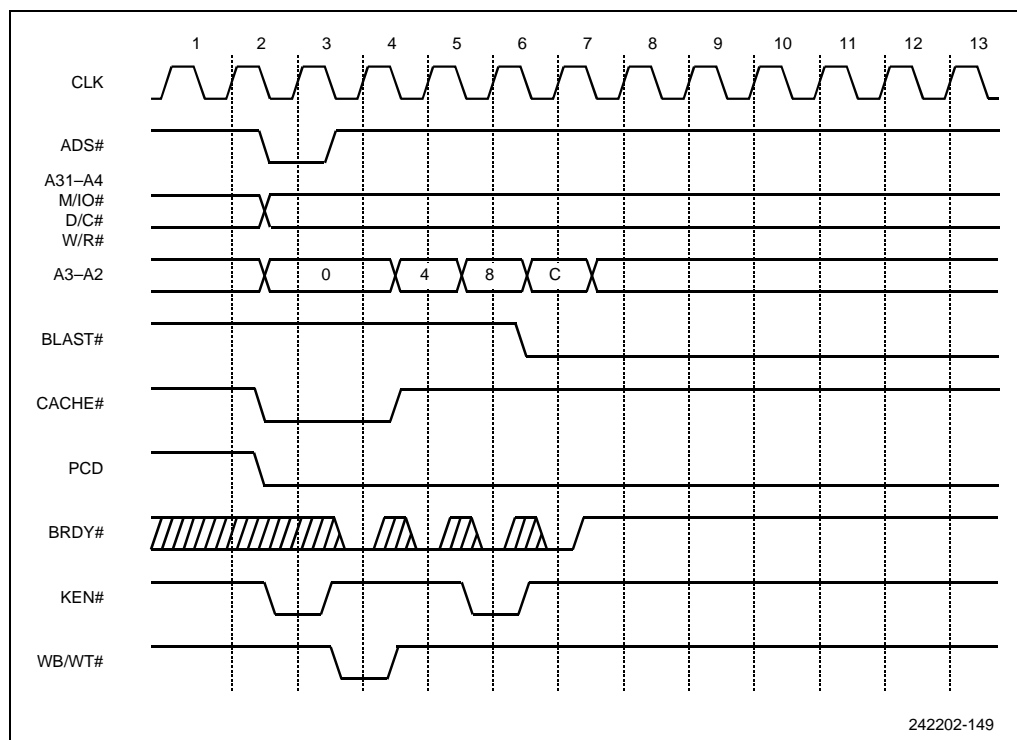 1 2 3 4 5 6 7 8 9 10 11 12 13
CLK
ADS#
A31–A4
M/IO#
D/C#
W/R#
A3–A2 0 4 8 C
BLAST#
CACHE#
PCD
BRDY#
KEN#
WB/WT#
242202-149